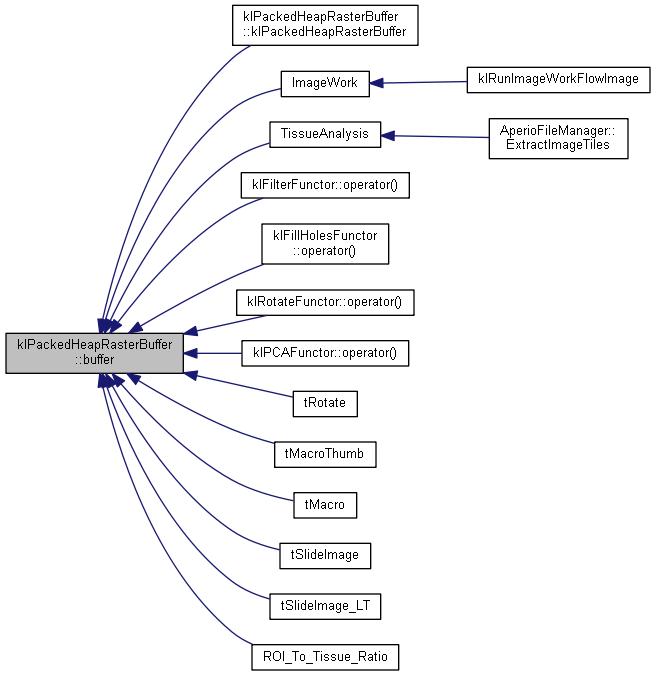 klPackedHeapRasterBuffer
::klPackedHeapRasterBuffer
ImageWork
klRunImageWorkFlowImage
TissueAnalysis
AperioFileManager::
ExtractImageTiles
klFilterFunctor::operator()
klFillHolesFunctor
::operator()
klRotateFunctor::operator()
klPackedHeapRasterBuffer
::buffer
klPCAFunctor::operator()
tRotate
tMacroThumb
tMacro
tSlideImage
tSlideImage_LT
ROI_To_Tissue_Ratio